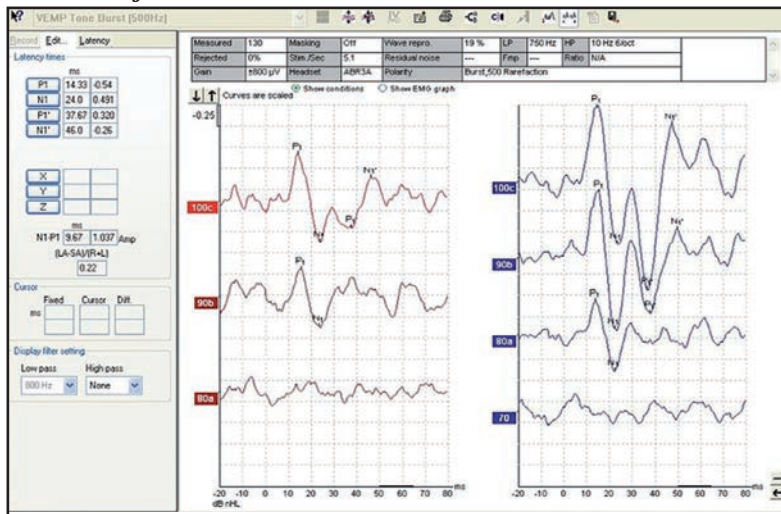 VEMP Tone Burst [500Hz]
Record Edit... Latency
Latency times
ms
P1 14.33 -0.54
N1 24.0 0.491
P1' 37.67 0.320
N1' 46.0 -0.26
X
Y
Z
ms
N1-P1 9.67 1.037 Amp
(LA-SA)/(R+L)
0.22
Cursor
Fixed Cursor Diff.
ms
Display filter setting
Low pass High pass
800 Hz None
Measured 130 Masking Off Wave repro. 19 % LP 750 Hz HP 10 Hz 6/oct
Rejected 0% Stim./Sec 5.1 Residual noise --- Fmp --- Ratio N/A
Gain ±800 µV Headset ABR3A Polarity Burst,500 Rarefaction
Show conditions Show EMG graph
Curves are scaled
-0.25
P1 N1' P1 N1'
100c N1 P1' 100c N1 P1'
P1 P1 N1'
90b N1 90b N1 P1'
P1
80a 80a N1
70
-20 -10 0 10 20 30 40 50 60 70 80 ms
-20 -10 0 10 20 30 40 50 60 70 80 ms
dB nHL